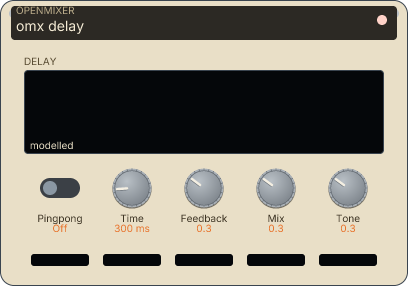 OPENMIXER
omx delay
DELAY
modelled
Pingpong Time Feedback Mix Tone
Off 300 ms 0.3 0.3 0.3